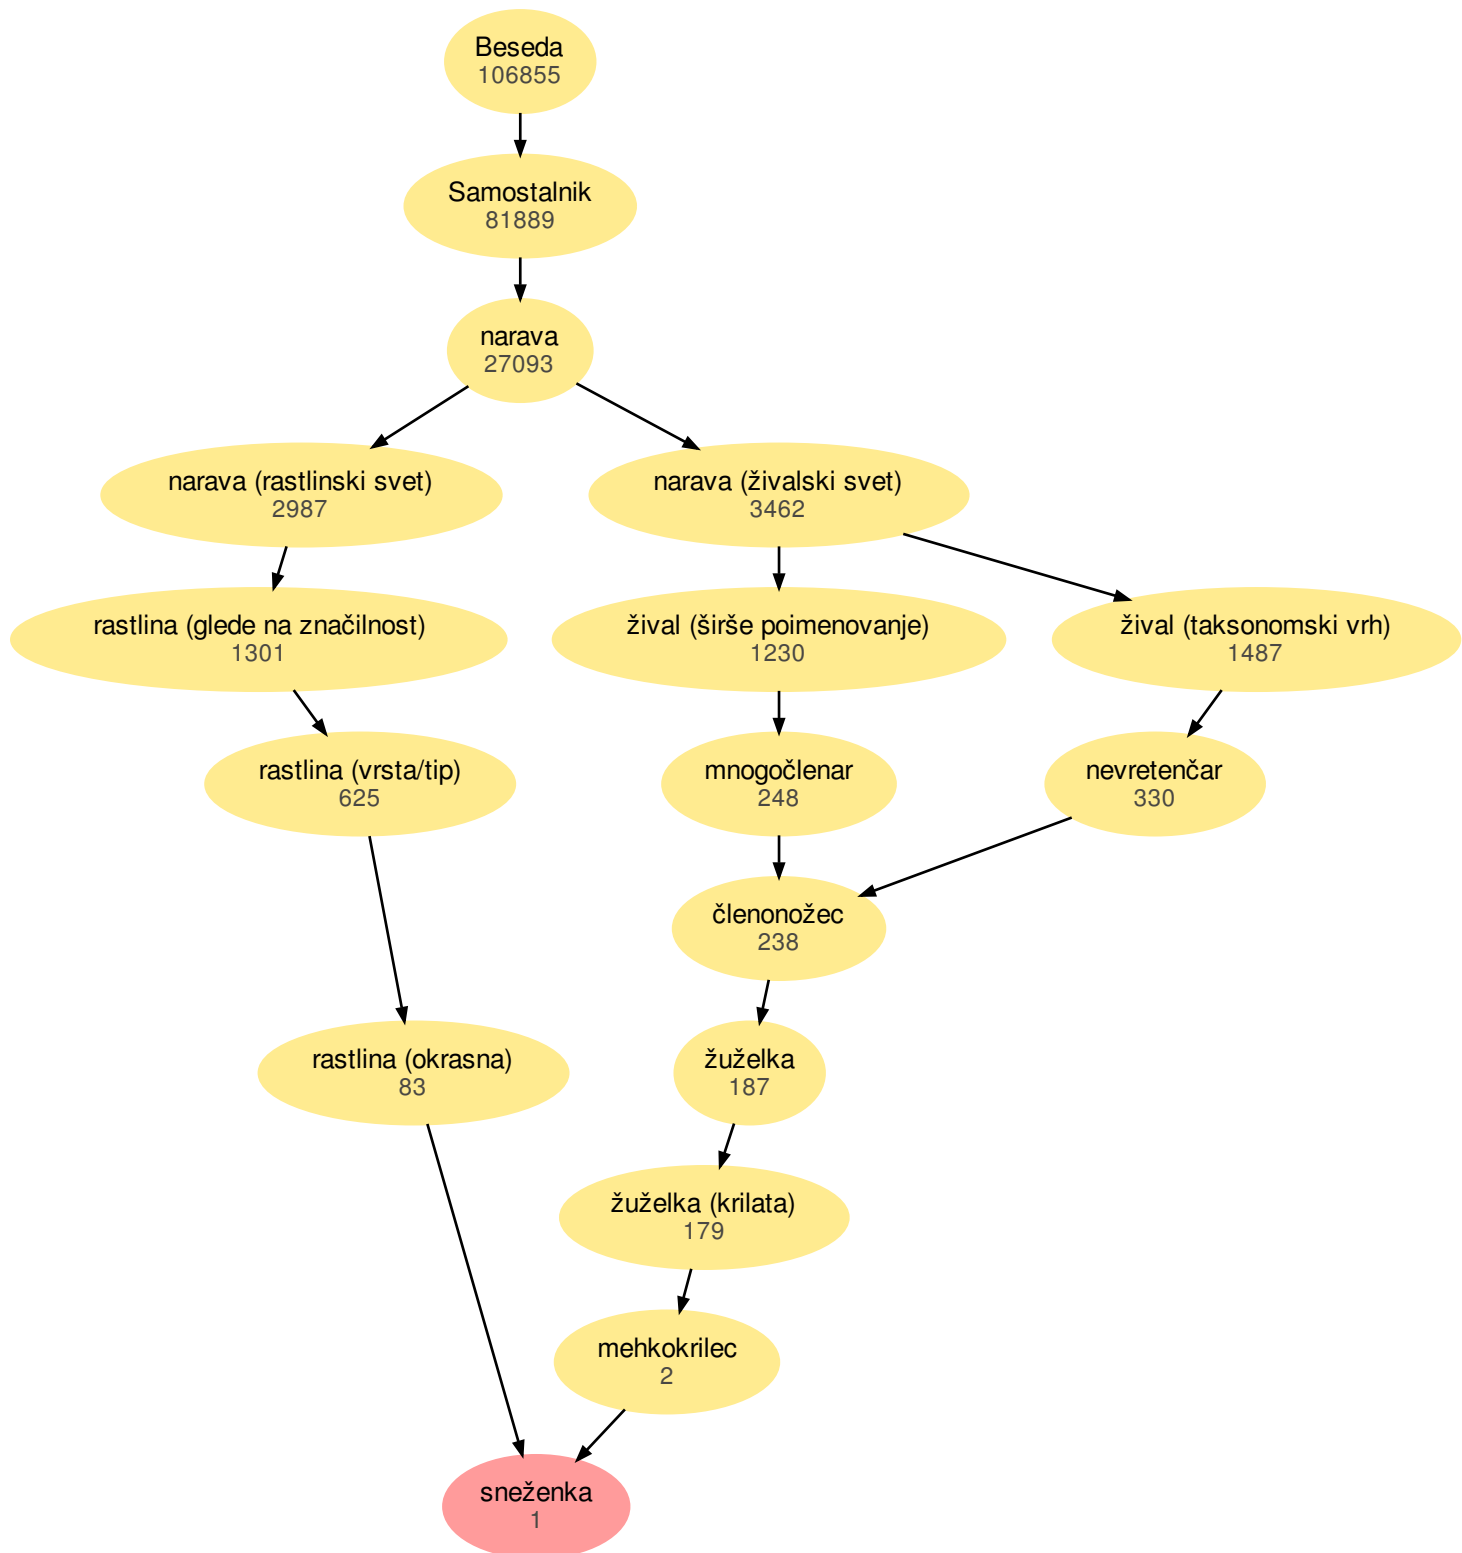 Beseda
106855
Samostalnik
81889
narava
27093
narava (rastlinski svet)
2987
narava (živalski svet)
3462
rastlina (glede na značilnost)
1301
žival (širše poimenovanje)
1230
žival (taksonomski vrh)
1487
rastlina (vrsta/tip)
625
mnogočlenar
248
nevretenčar
330
členonožec
238
rastlina (okrasna)
83
žuželka
187
žuželka (krilata)
179
mehkokrilec
2
sneženka
1